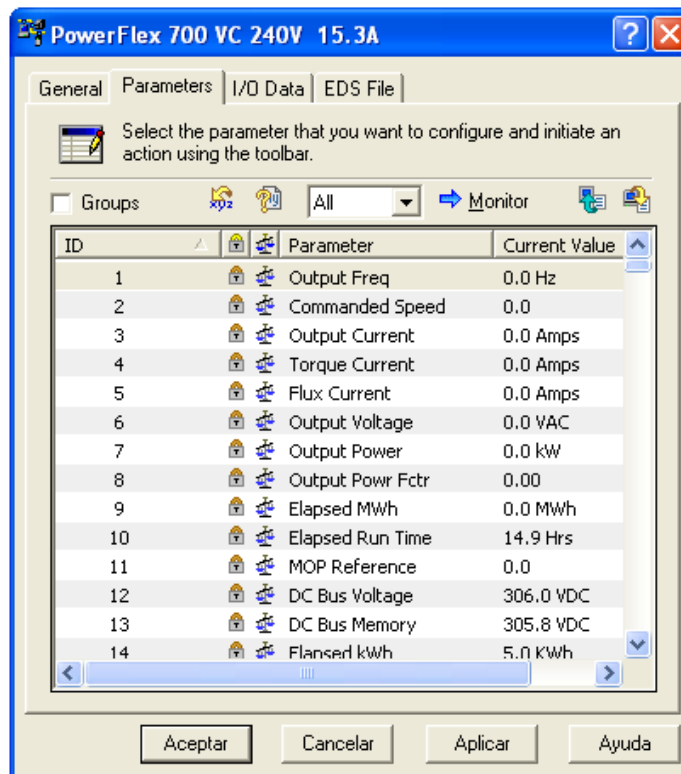 PowerFlex 700 VC 240V 15.3A
General Parameters I/O Data EDS File
Select the parameter that you want to configure and initiate an
action using the toolbar.
Groups All Monitor
ID Parameter Current Value
1 Output Freq 0.0 Hz
2 Commanded Speed 0.0
3 Output Current 0.0 Amps
4 Torque Current 0.0 Amps
5 Flux Current 0.0 Amps
6 Output Voltage 0.0 VAC
7 Output Power 0.0 kW
8 Output Powr Fctr 0.00
9 Elapsed MWh 0.0 MWh
10 Elapsed Run Time 14.9 Hrs
11 MOP Reference 0.0
12 DC Bus Voltage 306.0 VDC
13 DC Bus Memory 305.8 VDC
14 Elapsed kWh 5.0 KWh
Aceptar Cancelar Aplicar Ayuda